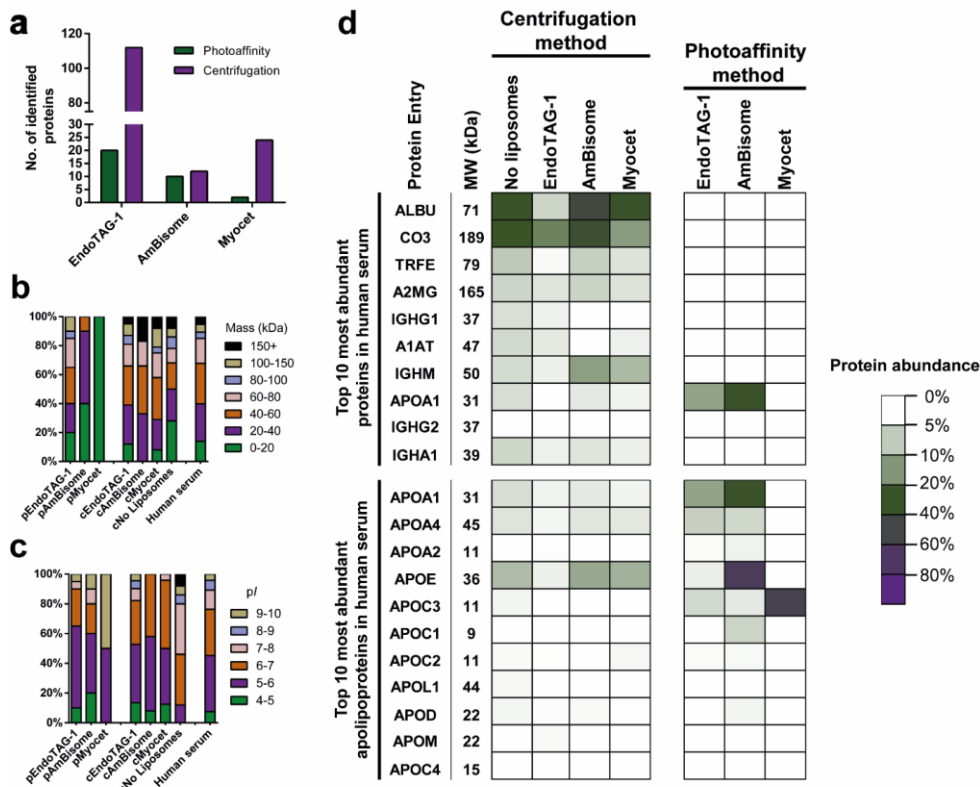 a
No. of identified
proteins
120
100
80
25
20
15
10
5
0
Photoaffinity
Centrifugation
EndoTAG-1
AmBisome
Myocet
b
100%
80%
60%
40%
20%
0%
Mass (kDa)
150+
100-150
80-100
60-80
40-60
20-40
0-20
pEndoTAG-1
pAmBisome
pMyocet
cEndoTAG-1
cAmBisome
cMyocet
cNo Liposomes
Human serum
c
100%
80%
60%
40%
20%
0%
pI
9-10
8-9
7-8
6-7
5-6
4-5
pEndoTAG-1
pAmBisome
pMyocet
cEndoTAG-1
cAmBisome
cMyocet
cNo Liposomes
Human serum
d
Centrifugation
method
Photoaffinity
method
Protein Entry
MW (kDa)
No liposomes
EndoTAG-1
AmBisome
Myocet
EndoTAG-1
AmBisome
Myocet
Top 10 most abundant
proteins in human serum
ALBU 71
CO3 189
TRFE 79
A2MG 165
IGHG1 37
A1AT 47
IGHM 50
APOA1 31
IGHG2 37
IGHA1 39
Top 10 most abundant
apolipoproteins in human serum
APOA1 31
APOA4 45
APOA2 11
APOE 36
APOC3 11
APOC1 9
APOC2 11
APOL1 44
APOD 22
APOM 22
APOC4 15
Protein abundance
0%
5%
10%
20%
40%
60%
80%